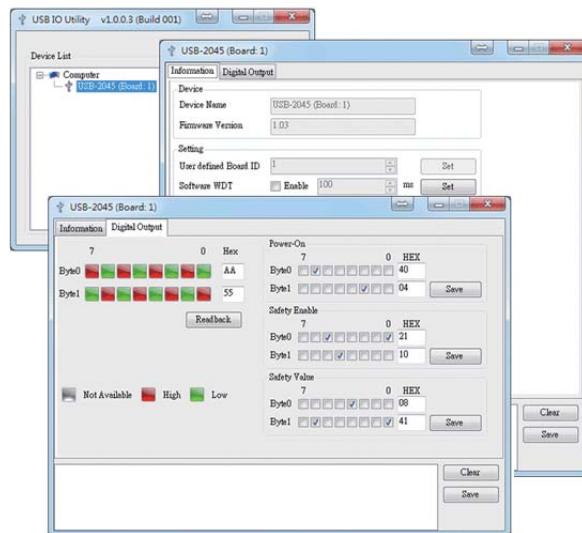 USB IO Utility v1.0.0.3 (Build 001)
Device List
Computer
USB-2045 (Board: 1)
USB-2045 (Board: 1)
Information Digital Output
Device
Device Name USB-2045 (Board: 1)
Firmware Version 1.03
Setting
User defined Board ID 1 Set
Software WDT Enable 100 ms Set
Clear
Save
USB-2045 (Board: 1)
Information Digital Output
7 0 Hex
Byte0 AA
Byte1 55
Readback
Not Available High Low
Power-On
7 0 HEX
Byte0 40
Byte1 04 Save
Safety Enable
7 0 HEX
Byte0 21
Byte1 10 Save
Safety Value
7 0 HEX
Byte0 08
Byte1 41 Save
Clear
Save